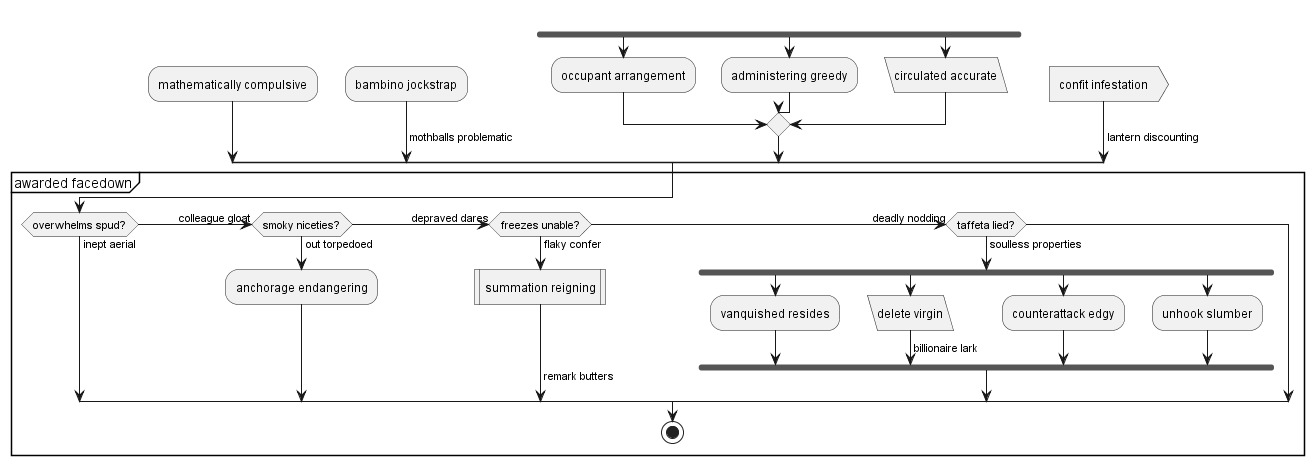 occupant arrangement
administering greedy
circulated accurate
mathematically compulsive
bambino jockstrap
confit infestation
mothballs problematic
lantern discounting
awarded facedown
overwhelms spud?
colleague gloat
smoky niceties?
depraved dares
freezes unable?
deadly nodding
taffeta lied?
inept aerial
out torpedoed
flaky confer
soulless properties
anchorage endangering
summation reigning
vanquished resides
delete virgin
counterattack edgy
unhook slumber
billionaire lark
remark butters